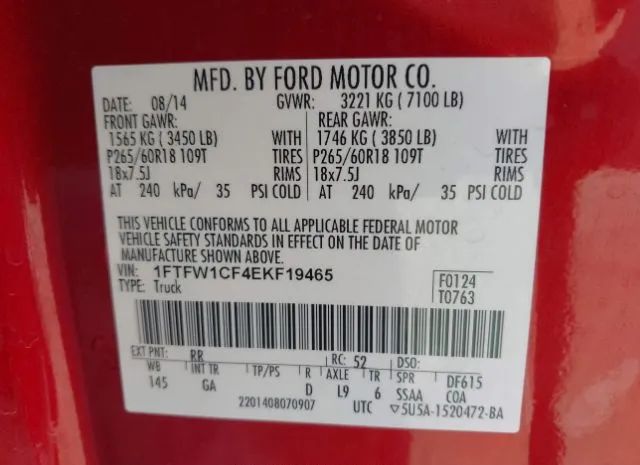 MFD. BY FORD MOTOR CO.
DATE: 08/14 GVWR: 3221 KG ( 7100 LB)
FRONT GAWR: REAR GAWR:
1565 KG ( 3450 LB) WITH 1746 KG ( 3850 LB) WITH
P265/60R18 109T TIRES P265/60R18 109T TIRES
18x7.5J RIMS 18x7.5J RIMS
AT 240 kPa/ 35 PSI COLD AT 240 kPa/ 35 PSI COLD
THIS VEHICLE CONFORMS TO ALL APPLICABLE FEDERAL MOTOR
VEHICLE SAFETY STANDARDS IN EFFECT ON THE DATE OF
MANUFACTURE SHOWN ABOVE.
VIN: 1FTFW1CF4EKF19465 F0124
TYPE: Truck T0763
EXT PNT: RR RC: 52 DSO:
WB INT TR TP/PS R AXLE TR SPR DF615
145 GA D L9 6 SSAA COA
2201408070907 UTC ▽5U5A-1520472-BA